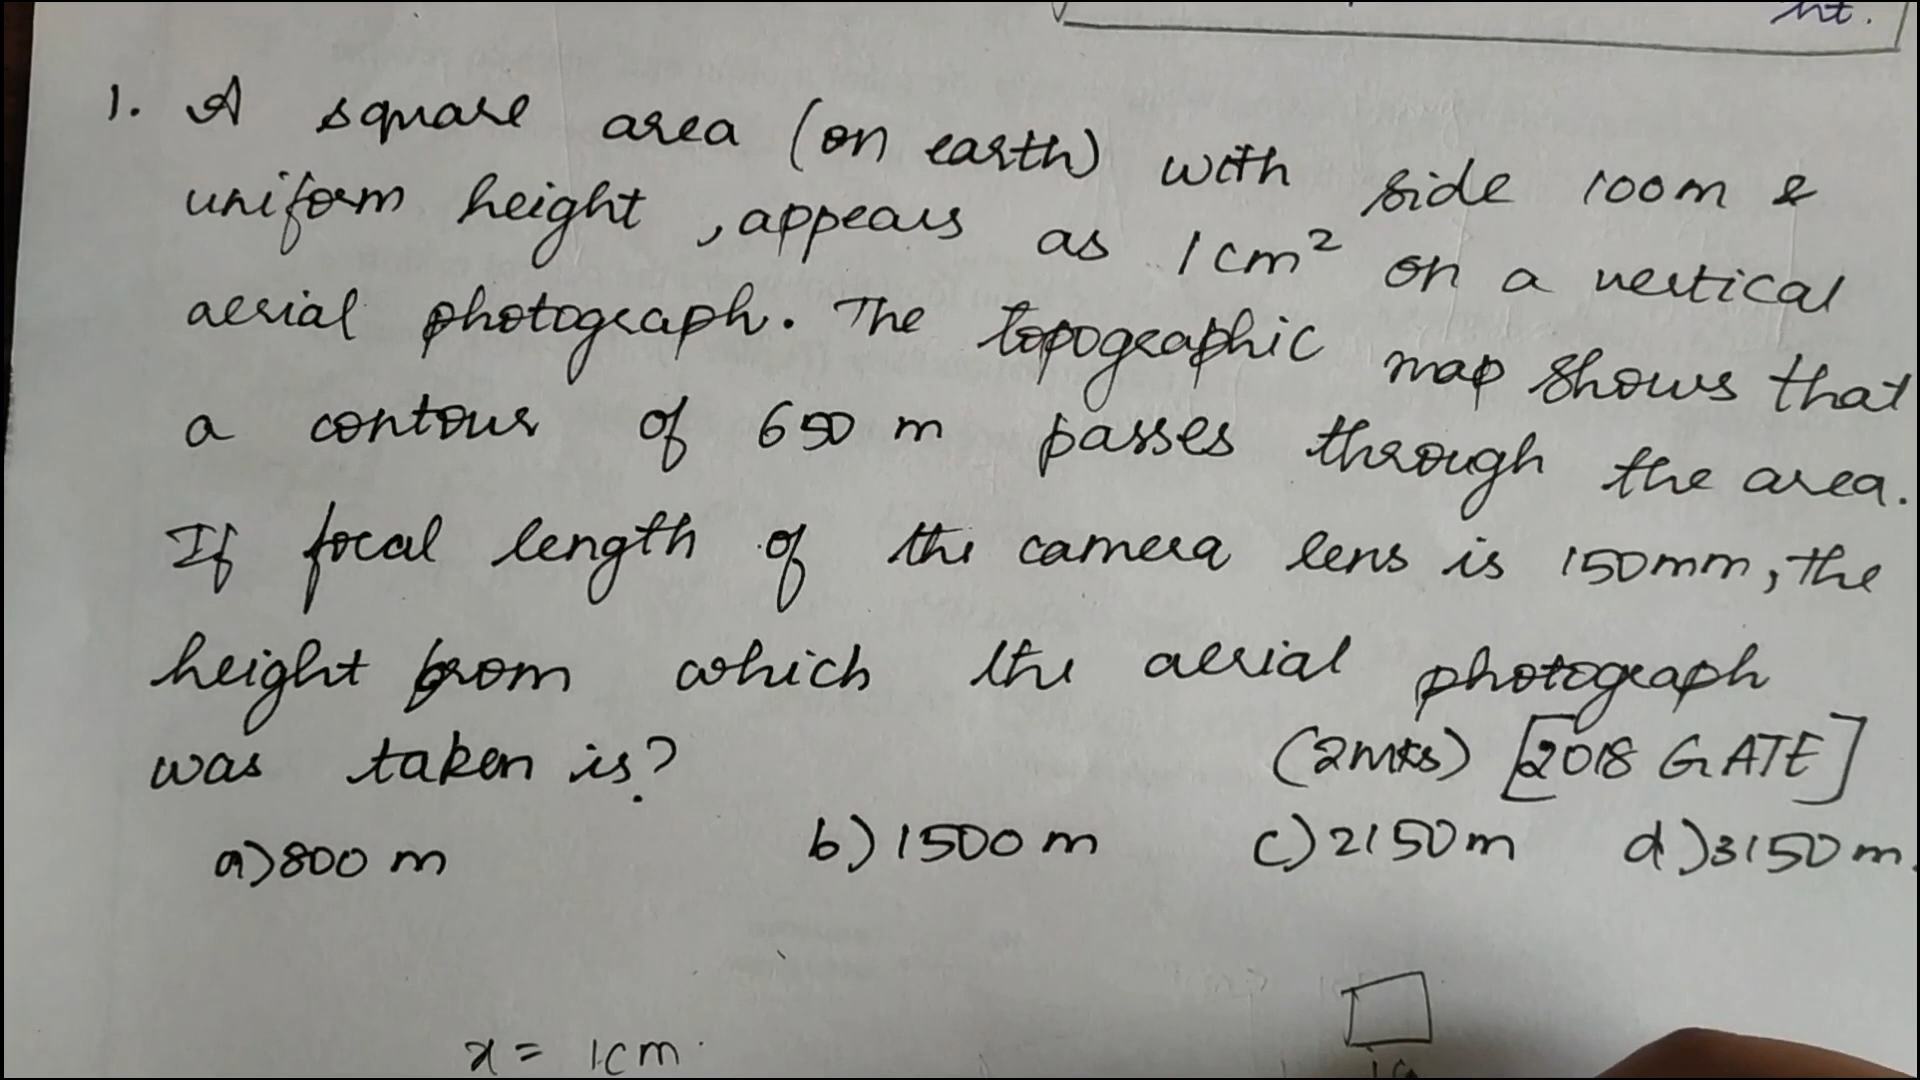 ht.
1. A square area (on earth) with side 100m &
uniform height, appears as 1cm² on a vertical
aerial photograph. The topographic map shows that
a contour of 650 m passes through the area.
If focal length of the camera lens is 150mm, the
height from which the aerial photograph
was taken is? (2mks) [2018 GATE]
a) 800 m b) 1500 m c) 2150m d) 3150 m.
x = 1cm.